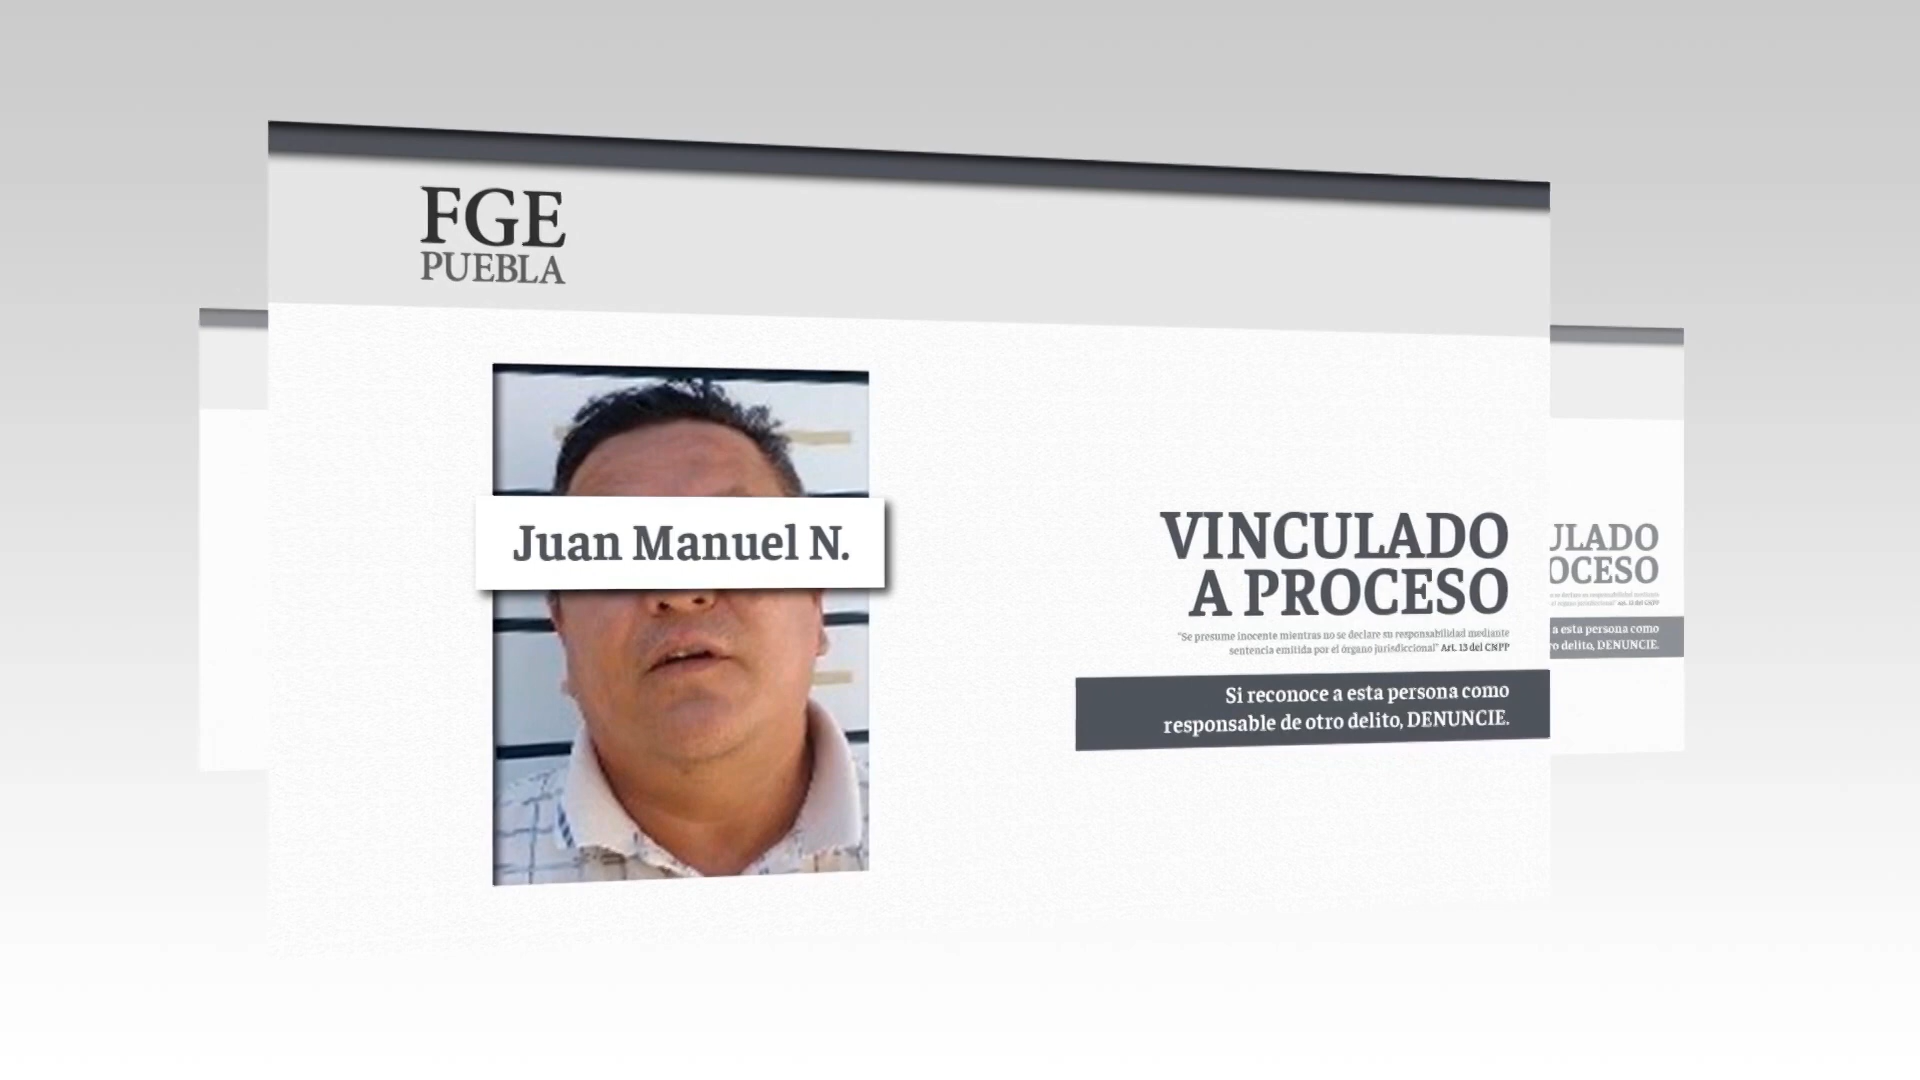 FGE
PUEBLA
Juan Manuel N.
VINCULADO
A PROCESO
"Se presume inocente mientras no se declare su responsabilidad mediante
sentencia emitida por el órgano jurisdiccional" Art. 13 del CNPP
Si reconoce a esta persona como
responsable de otro delito, DENUNCIE.
ULADO
OCESO
a esta persona como
ro delito, DENUNCIE.